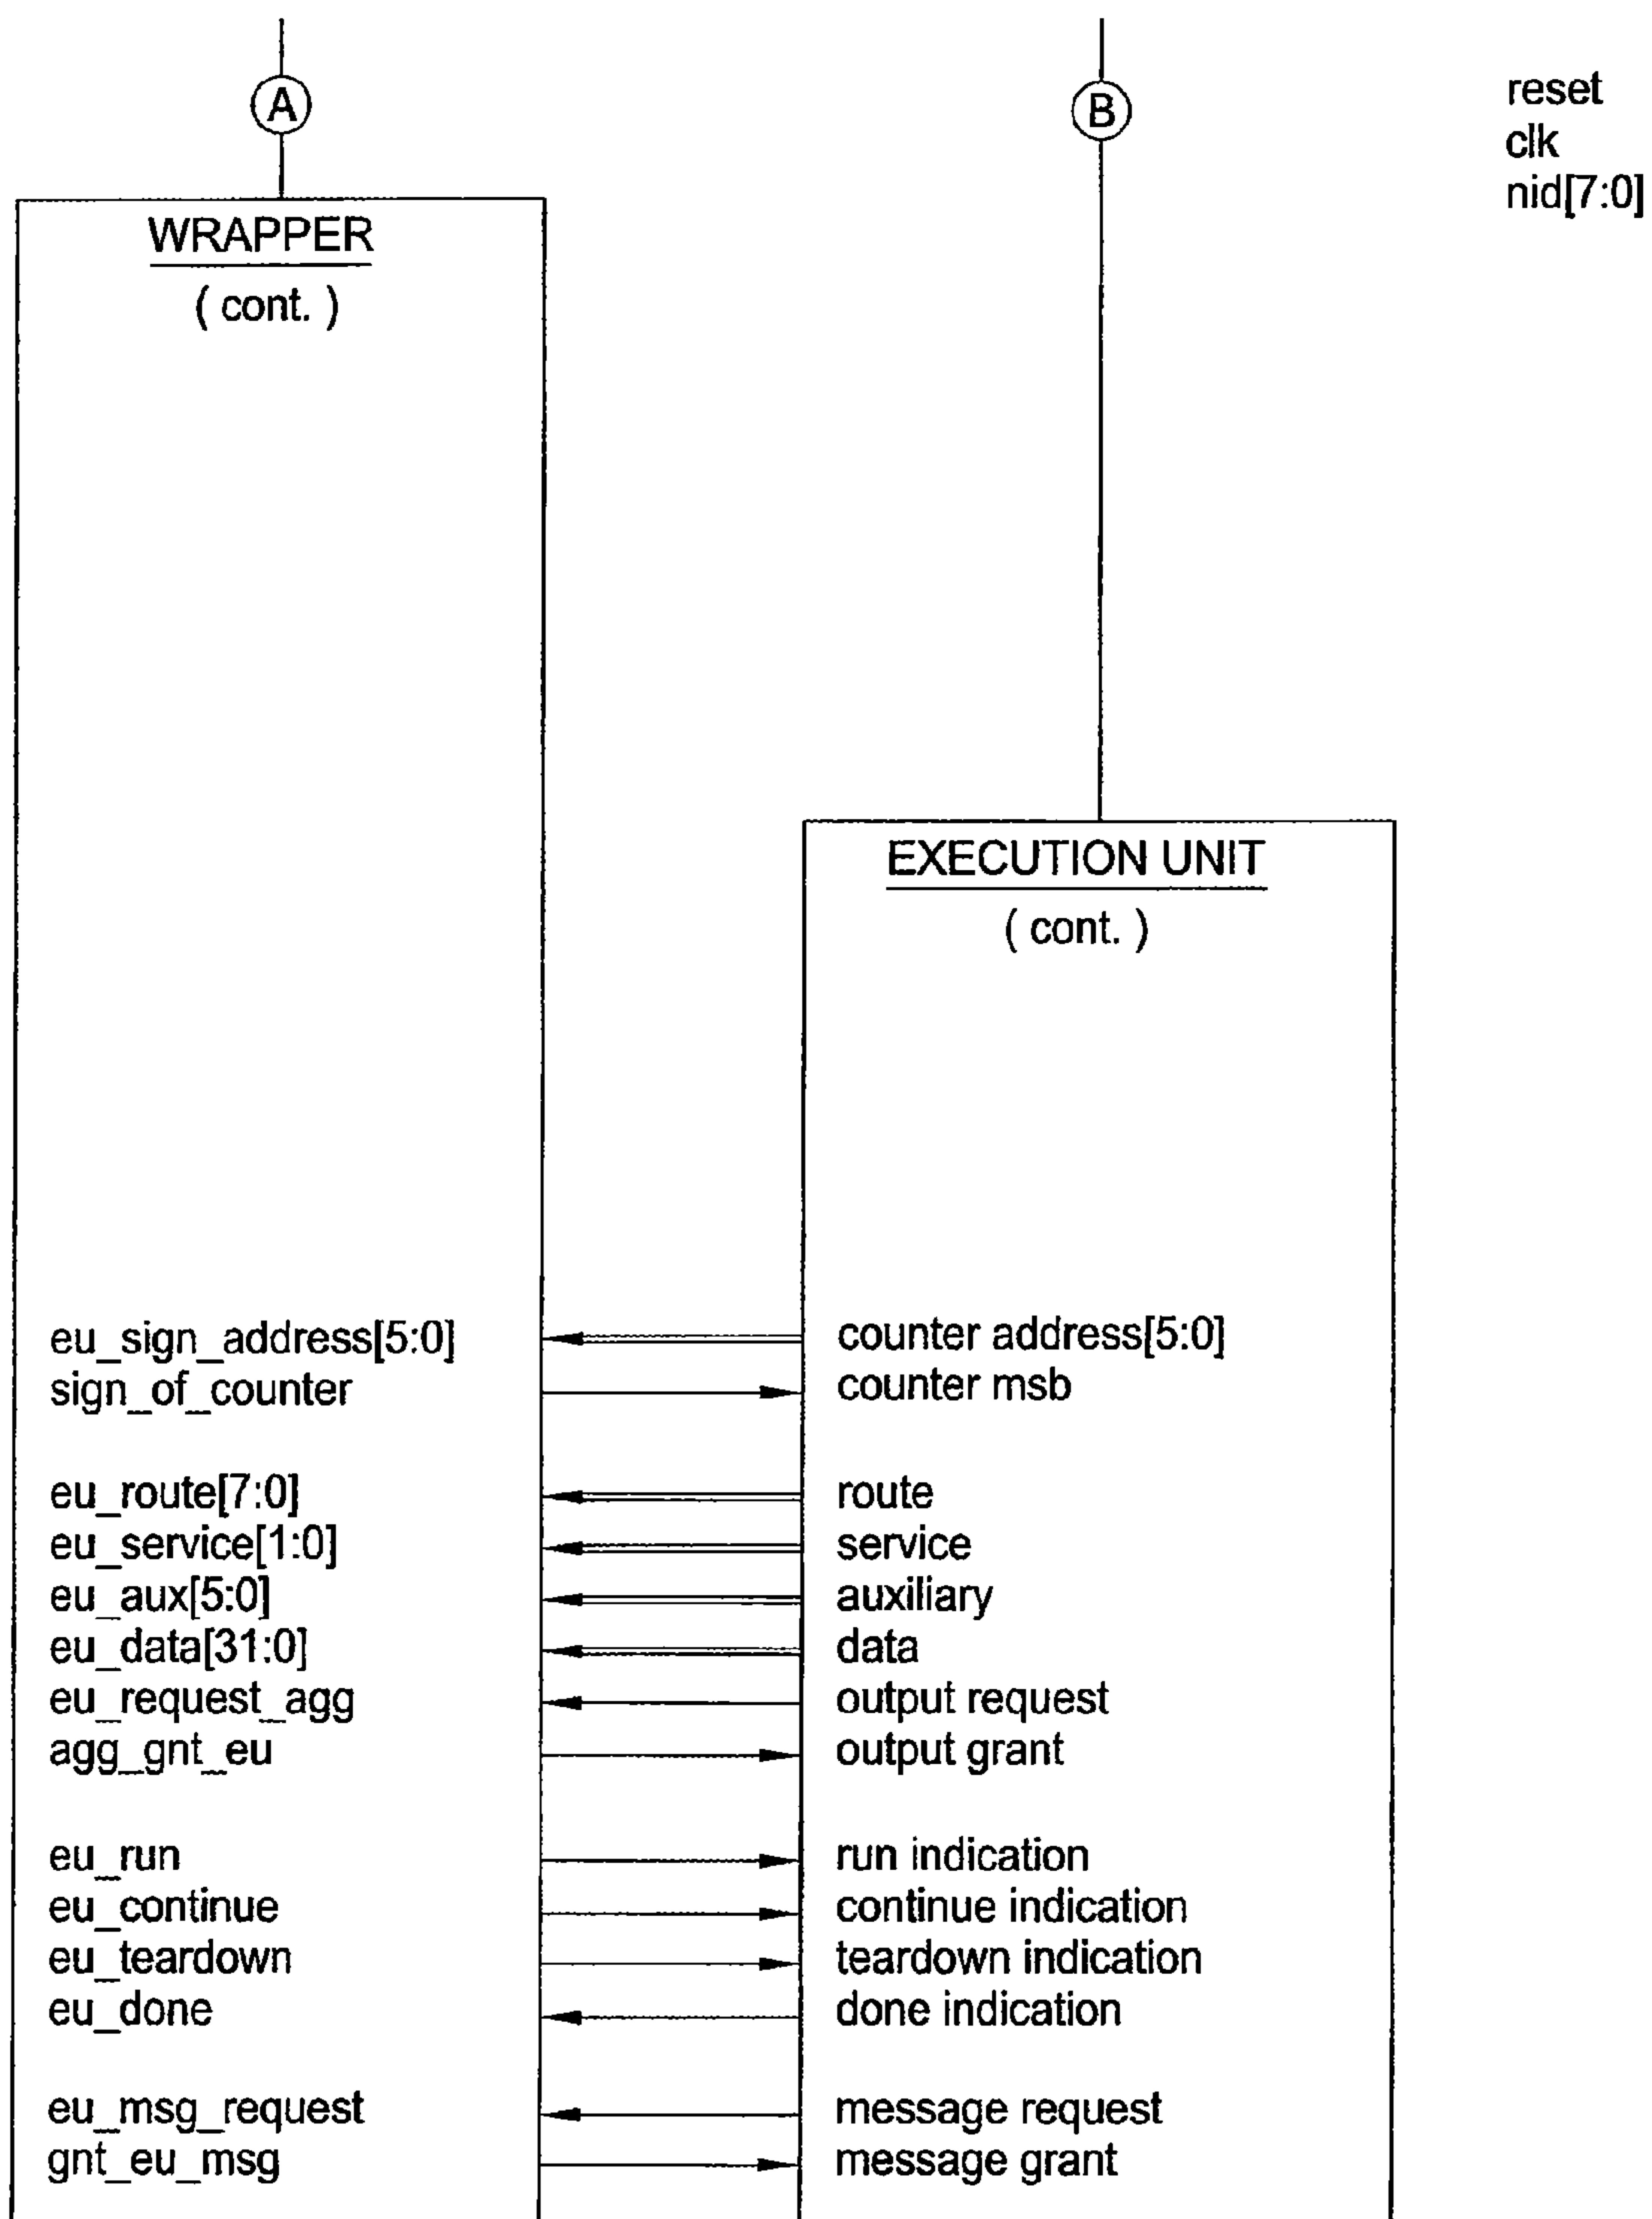 A
B
reset
clk
nid[7:0]
WRAPPER
( cont. )
EXECUTION UNIT
( cont. )
eu_sign_address[5:0] counter address[5:0]
sign_of_counter counter msb
eu_route[7:0] route
eu_service[1:0] service
eu_aux[5:0] auxiliary
eu_data[31:0] data
eu_request_agg output request
agg_gnt_eu output grant
eu_run run indication
eu_continue continue indication
eu_teardown teardown indication
eu_done done indication
eu_msg_request message request
gnt_eu_msg message grant